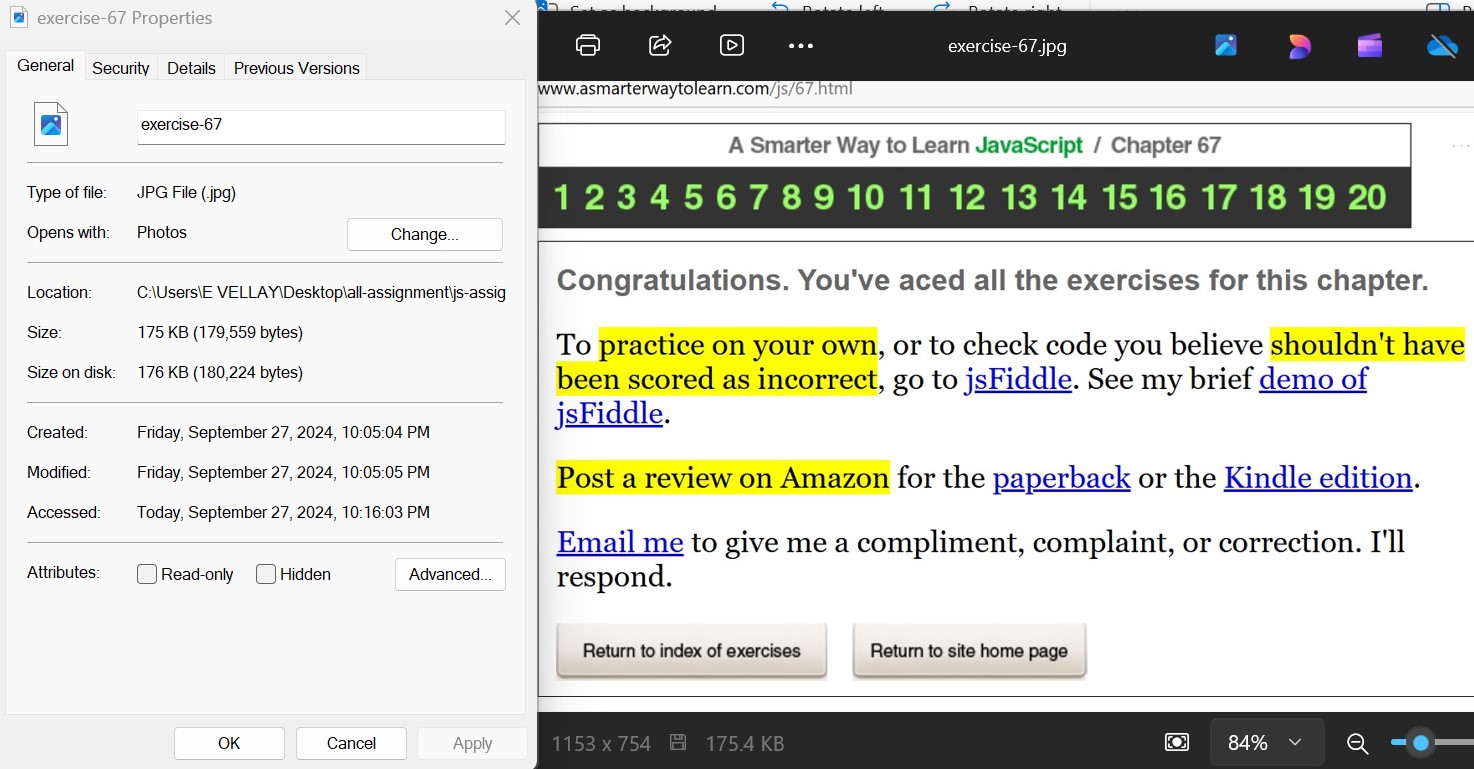 exercise-67 Properties
General Security Details Previous Versions
exercise-67
Type of file: JPG File (.jpg)
Opens with: Photos Change...
Location: C:\Users\E VELLAY\Desktop\all-assignment\js-assig
Size: 175 KB (179,559 bytes)
Size on disk: 176 KB (180,224 bytes)
Created: Friday, September 27, 2024, 10:05:04 PM
Modified: Friday, September 27, 2024, 10:05:05 PM
Accessed: Today, September 27, 2024, 10:16:03 PM
Attributes: Read-only Hidden Advanced...
OK Cancel Apply
Set as background Rotate left Rotate right
exercise-67.jpg
www.asmarterwaytolearn.com/js/67.html
A Smarter Way to Learn JavaScript / Chapter 67
1 2 3 4 5 6 7 8 9 10 11 12 13 14 15 16 17 18 19 20
Congratulations. You've aced all the exercises for this chapter.
To practice on your own, or to check code you believe shouldn't have
been scored as incorrect, go to jsFiddle. See my brief demo of
jsFiddle.
Post a review on Amazon for the paperback or the Kindle edition.
Email me to give me a compliment, complaint, or correction. I'll
respond.
Return to index of exercises Return to site home page
1153 x 754 175.4 KB 84%